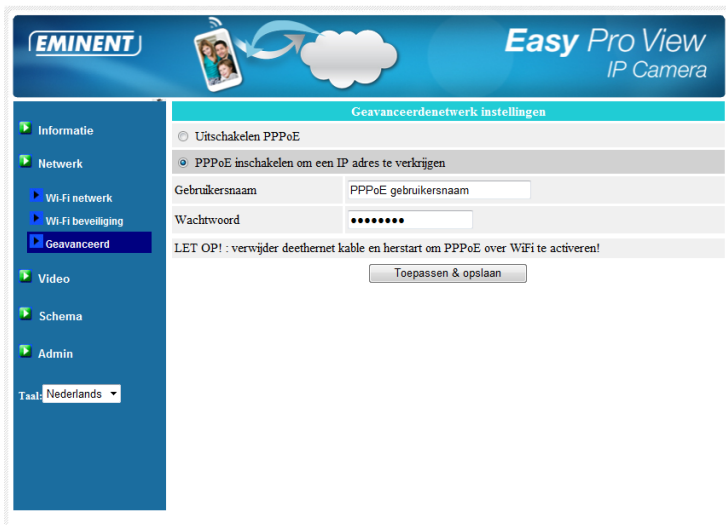 EMINENT
Easy Pro View
IP Camera
Informatie
Netwerk
Wi-Fi netwerk
Wi-Fi beveiliging
Geavanceerd
Video
Schema
Admin
Taal: Nederlands
Geavanceerdenetwerk instellingen
Uitschakelen PPPoE
PPPoE inschakelen om een IP adres te verkrijgen
Gebruikersnaam PPPoE gebruikersnaam
Wachtwoord ••••••••
LET OP! : verwijder deethernet kable en herstart om PPPoE over WiFi te activeren!
Toepassen & opslaan